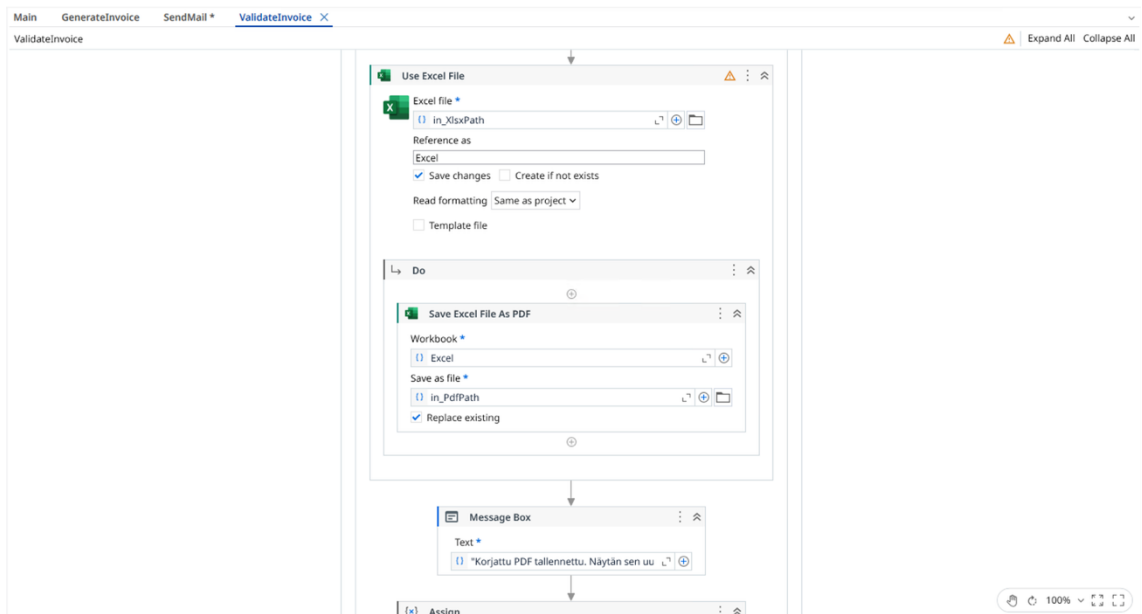 Main GenerateInvoice SendMail * ValidateInvoice
ValidateInvoice Expand All Collapse All
Use Excel File
Excel file *
in_XlsxPath
Reference as
Excel
Save changes Create if not exists
Read formatting Same as project
Template file
Do
Save Excel File As PDF
Workbook *
Excel
Save as file *
in_PdfPath
Replace existing
Message Box
Text *
"Korjattu PDF tallennettu. Näytän sen uu
Assign
100%